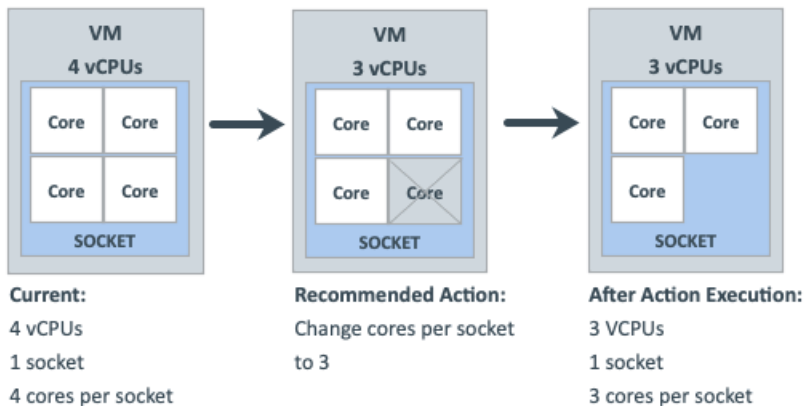 VM
4 vCPUs
Core Core
Core Core
SOCKET
VM
3 vCPUs
Core Core
Core Core
SOCKET
VM
3 vCPUs
Core Core
Core
SOCKET
Current:
4 vCPUs
1 socket
4 cores per socket
Recommended Action:
Change cores per socket
to 3
After Action Execution:
3 VCPUs
1 socket
3 cores per socket